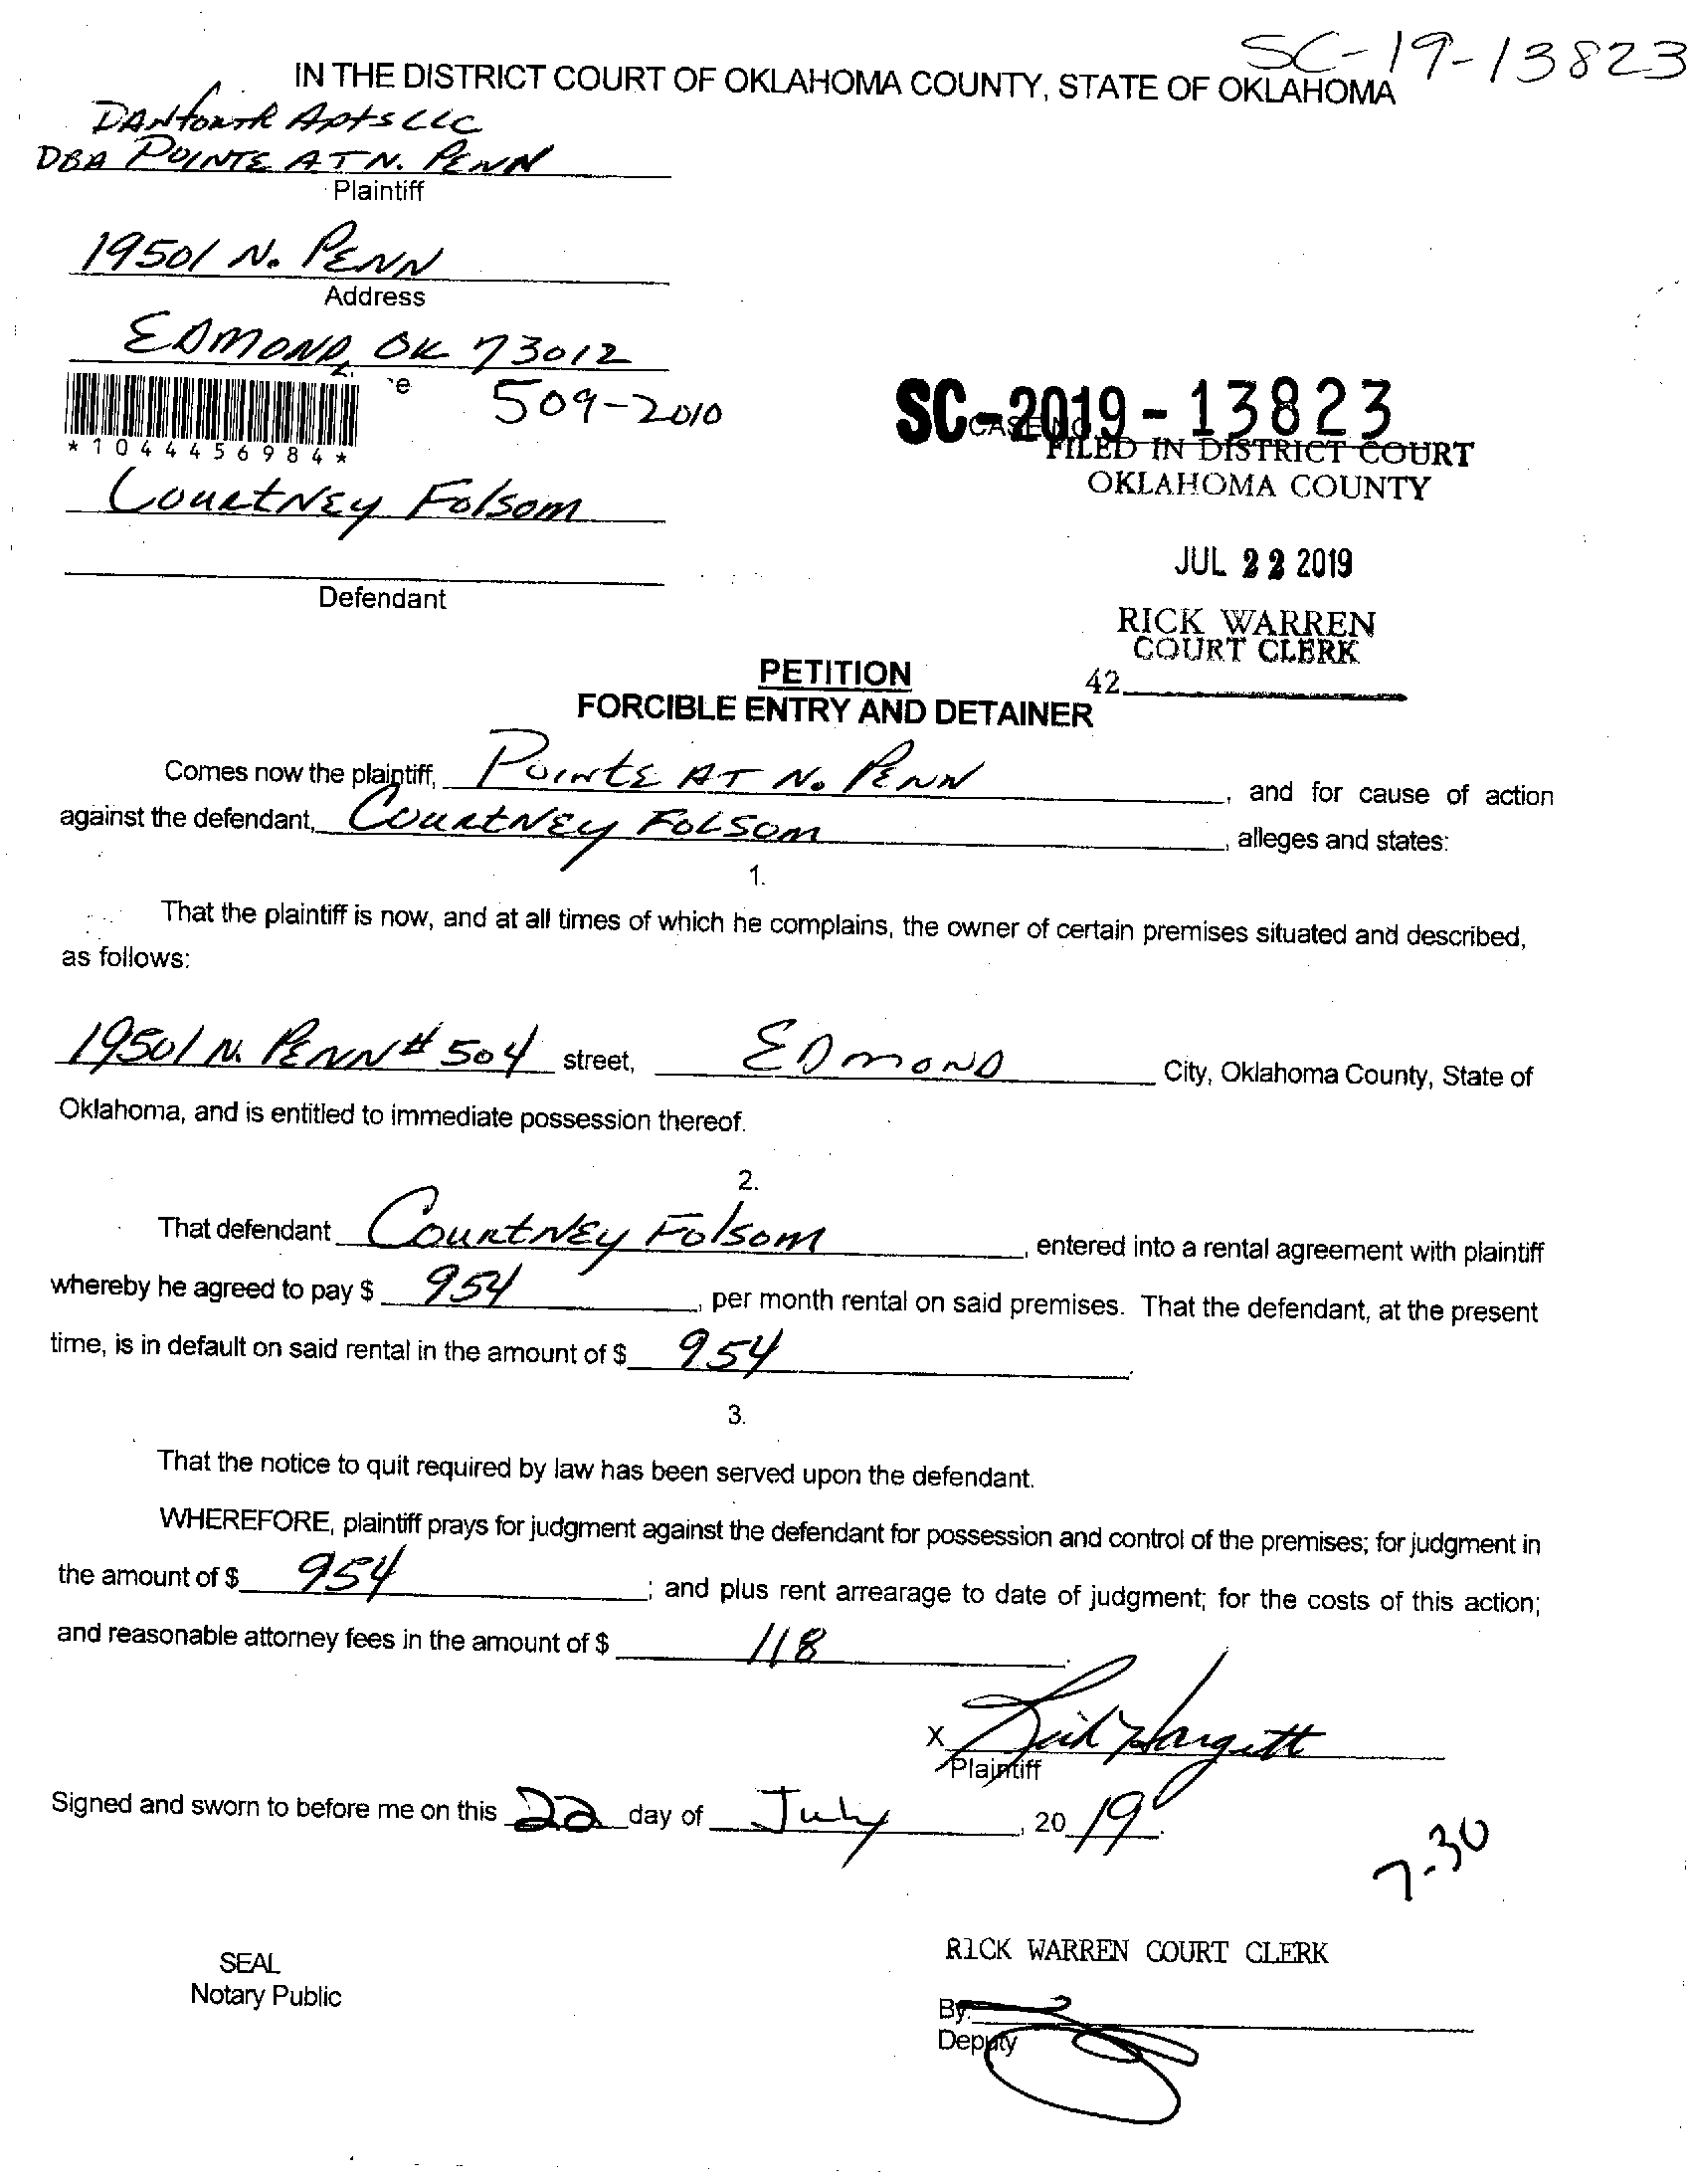 SC-19-13823
IN THE DISTRICT COURT OF OKLAHOMA COUNTY, STATE OF OKLAHOMA
DANFORTH APTS LLC
DBA POINTE AT N. PENN
Plaintiff
19501 N. PENN
Address
EDMOND, OK 73012
509-2010
*1044456984*
SC-2019-13823
CASE NO.
FILED IN DISTRICT COURT
OKLAHOMA COUNTY
COURTNEY FOLSOM
JUL 22 2019
Defendant
RICK WARREN
COURT CLERK
42
PETITION
FORCIBLE ENTRY AND DETAINER
Comes now the plaintiff, POINTE AT N. PENN, and for cause of action
against the defendant, COURTNEY FOLSOM, alleges and states:
1.
That the plaintiff is now, and at all times of which he complains, the owner of certain premises situated and described,
as follows:
19501 N. PENN # 504 street, EDMOND City, Oklahoma County, State of
Oklahoma, and is entitled to immediate possession thereof.
2.
That defendant COURTNEY FOLSOM, entered into a rental agreement with plaintiff
whereby he agreed to pay $ 954, per month rental on said premises. That the defendant, at the present
time, is in default on said rental in the amount of $ 954.
3.
That the notice to quit required by law has been served upon the defendant.
WHEREFORE, plaintiff prays for judgment against the defendant for possession and control of the premises; for judgment in
the amount of $ 954; and plus rent arrearage to date of judgment; for the costs of this action;
and reasonable attorney fees in the amount of $ 118.
X
Plaintiff
Signed and sworn to before me on this 22 day of July, 20 19.
7-30
RICK WARREN COURT CLERK
SEAL
Notary Public
By:
Deputy